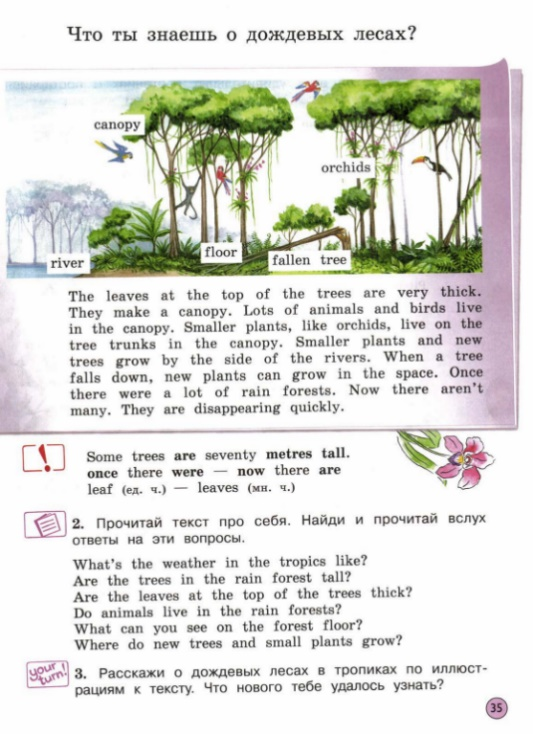 Что ты знаешь о дождевых лесах?
canopy
orchids
floor
river
fallen tree
The leaves at the top of the trees are very thick.
They make a canopy. Lots of animals and birds live
in the canopy. Smaller plants, like orchids, live on the
tree trunks in the canopy. Smaller plants and new
trees grow by the side of the rivers. When a tree
falls down, new plants can grow in the space. Once
there were a lot of rain forests. Now there aren't
many. They are disappearing quickly.
Some trees are seventy metres tall.
once there were — now there are
leaf (ед. ч.) — leaves (мн. ч.)
2. Прочитай текст про себя. Найди и прочитай вслух
ответы на эти вопросы.
What's the weather in the tropics like?
Are the trees in the rain forest tall?
Are the leaves at the top of the trees thick?
Do animals live in the rain forests?
What can you see on the forest floor?
Where do new trees and small plants grow?
your turn!
3. Расскажи о дождевых лесах в тропиках по иллюст-
рациям к тексту. Что нового тебе удалось узнать?
35